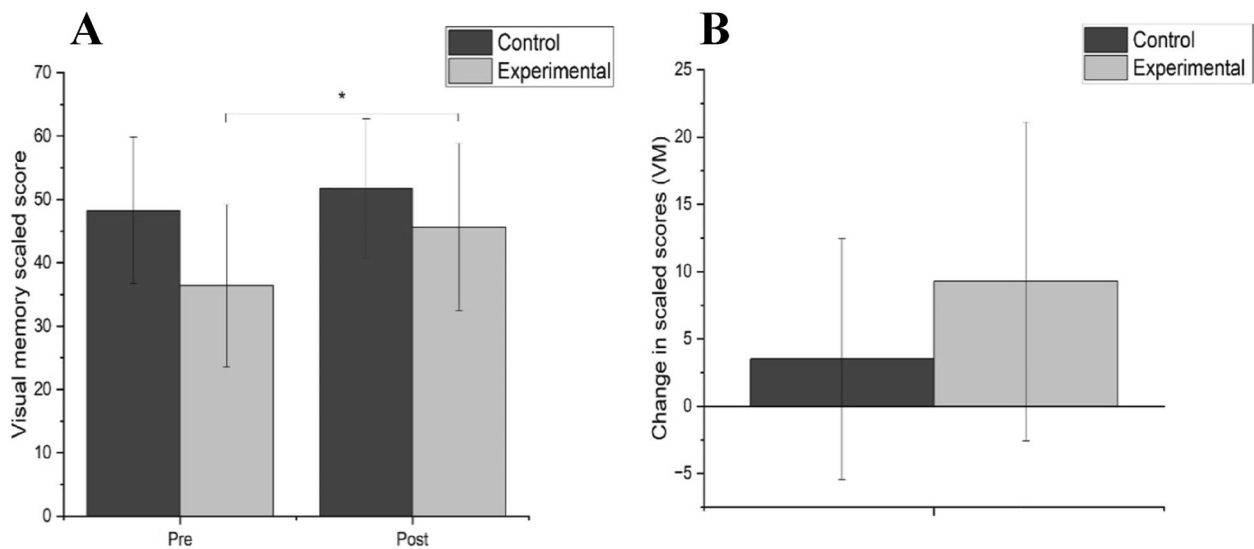 A
Control
Experimental
Visual memory scaled score
70
60
50
40
30
20
10
0
*
Pre
Post
B
Control
Experimental
Change in scaled scores (VM)
25
20
15
10
5
0
−5